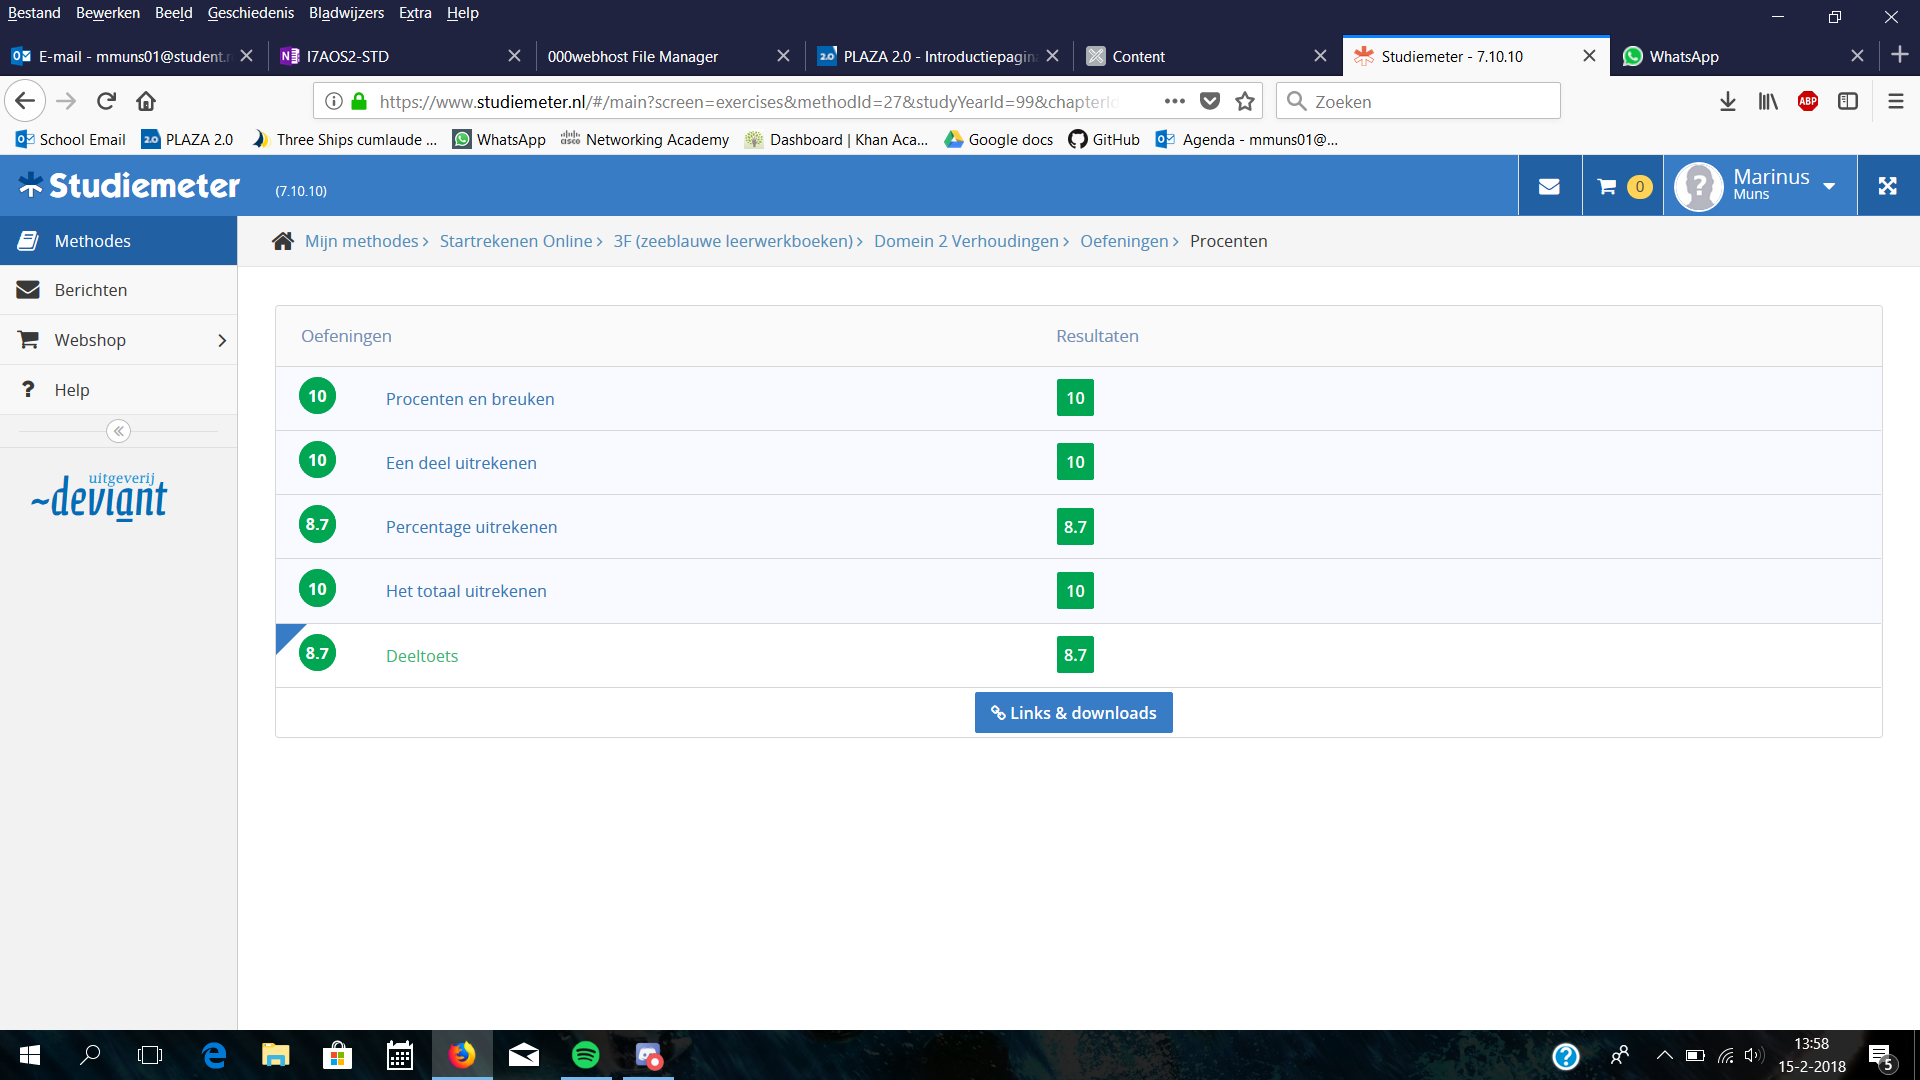 Bestand Bewerken Beeld Geschiedenis Bladwijzers Extra Help
E-mail - mmuns01@student.r I7AOS2-STD 000webhost File Manager PLAZA 2.0 - Introductiepagina Content Studiemeter - 7.10.10 WhatsApp
https://www.studiemeter.nl/#/main?screen=exercises&methodId=27&studyYearId=99&chapterId Zoeken ABP
School Email PLAZA 2.0 Three Ships cumlaude ... WhatsApp Networking Academy Dashboard | Khan Aca... Google docs GitHub Agenda - mmuns01@...
Studiemeter (7.10.10) 0 Marinus
Muns
Methodes Mijn methodes Startrekenen Online 3F (zeeblauwe leerwerkboeken) Domein 2 Verhoudingen Oefeningen Procenten
Berichten
Webshop
Help
uitgeverij
~deviant
Oefeningen Resultaten
10 Procenten en breuken 10
10 Een deel uitrekenen 10
8.7 Percentage uitrekenen 8.7
10 Het totaal uitrekenen 10
8.7 Deeltoets 8.7
Links & downloads
13:58
15-2-2018
5